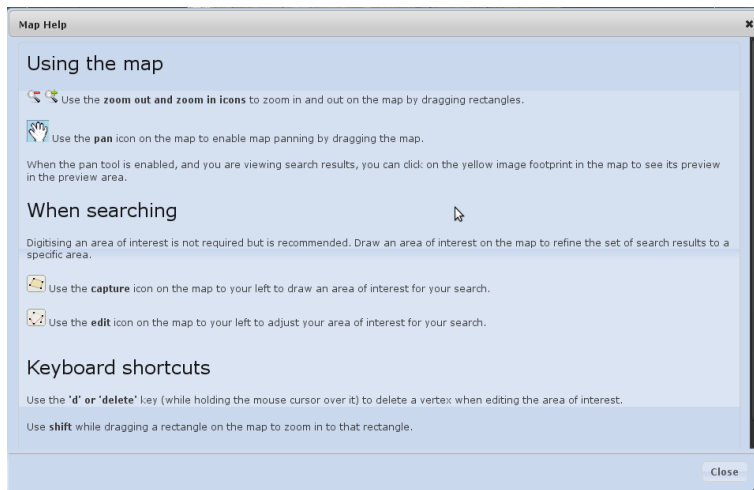 Map Help
Using the map
Use the zoom out and zoom in icons to zoom in and out on the map by dragging rectangles.
Use the pan icon on the map to enable map panning by dragging the map.
When the pan tool is enabled, and you are viewing search results, you can click on the yellow image footprint in the map to see its preview
in the preview area.
When searching
Digitising an area of interest is not required but is recommended. Draw an area of interest on the map to refine the set of search results to a
specific area.
Use the capture icon on the map to your left to draw an area of interest for your search.
Use the edit icon on the map to your left to adjust your area of interest for your search.
Keyboard shortcuts
Use the 'd' or 'delete' key (while holding the mouse cursor over it) to delete a vertex when editing the area of interest.
Use shift while dragging a rectangle on the map to zoom in to that rectangle.
Close